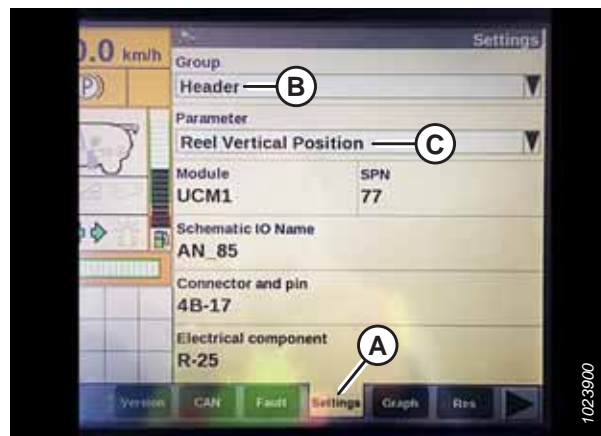 0.0 km/h
Settings
Group
(P)
Header
B
Parameter
Reel Vertical Position
C
Module SPN
UCM1 77
Schematic IO Name
AN_85
Connector and pin
4B-17
Electrical component
R-25
A
Version CAN Fault Settings Graph Res
1023900